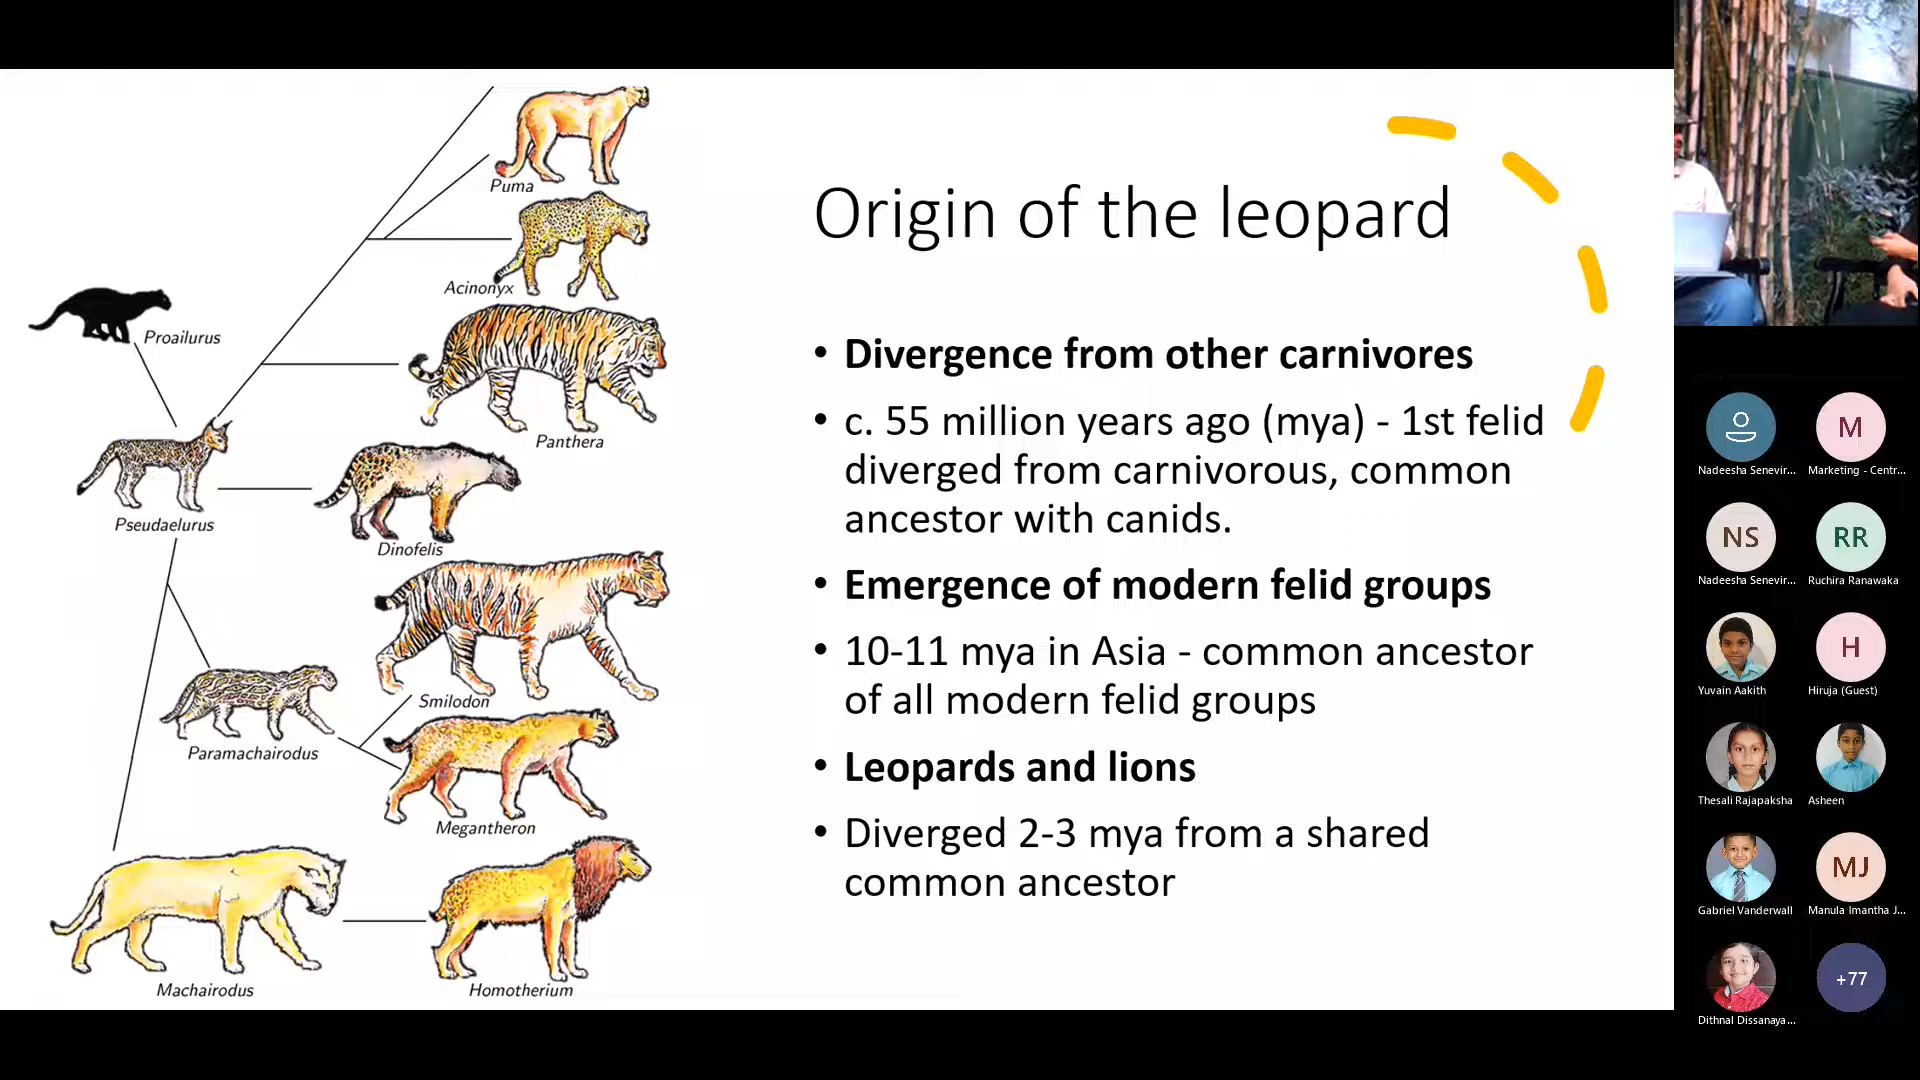 Puma
Acinonyx
Proailurus
Panthera
Pseudaelurus
Dinofelis
Smilodon
Paramachairodus
Megantheron
Machairodus
Homotherium
Origin of the leopard
• Divergence from other carnivores
• c. 55 million years ago (mya) - 1st felid
diverged from carnivorous, common
ancestor with canids.
• Emergence of modern felid groups
• 10-11 mya in Asia - common ancestor
of all modern felid groups
• Leopards and lions
• Diverged 2-3 mya from a shared
common ancestor
M
Nadeesha Senevir...
Marketing - Centr...
NS
RR
Nadeesha Senevir...
Ruchira Ranawaka
H
Yuvain Aakith
Hiruja (Guest)
Thesali Rajapaksha
Asheen
MJ
Gabriel Vanderwall
Manula Imantha J...
+77
Dithnal Dissanaya...